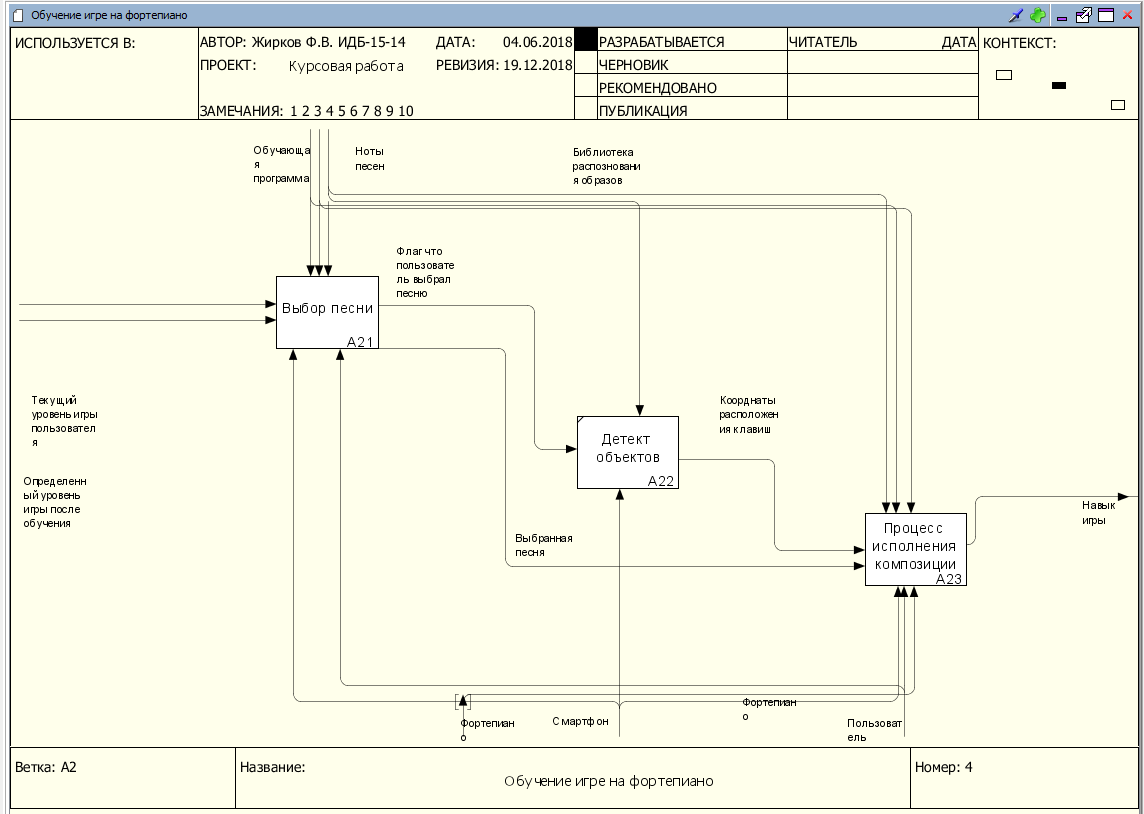 Обучение игре на фортепиано
ИСПОЛЬЗУЕТСЯ В:
АВТОР: Жирков Ф.В. ИДБ-15-14
ДАТА: 04.06.2018
ПРОЕКТ: Курсовая работа
РЕВИЗИЯ: 19.12.2018
ЗАМЕЧАНИЯ: 1 2 3 4 5 6 7 8 9 10
РАЗРАБАТЫВАЕТСЯ
ЧЕРНОВИК
РЕКОМЕНДОВАНО
ПУБЛИКАЦИЯ
ЧИТАТЕЛЬ
ДАТА
КОНТЕКСТ:
Обучающа
я
программа
Ноты
песен
Библиотека
распозновани
я образов
Флаг что
пользовате
ль выбрал
песню
Выбор песни
A21
Текущий
уровень игры
пользовател
я
Определенн
ый уровень
игры после
обучения
Детект
объектов
A22
Координаты
расположен
ия клавиш
Выбранная
песня
Процесс
исполнения
композиции
A23
Навык
игры
Фортепиан
о
Смартфон
Фортепиан
о
Пользоват
ель
Ветка: A2
Название:
Обучение игре на фортепиано
Номер: 4